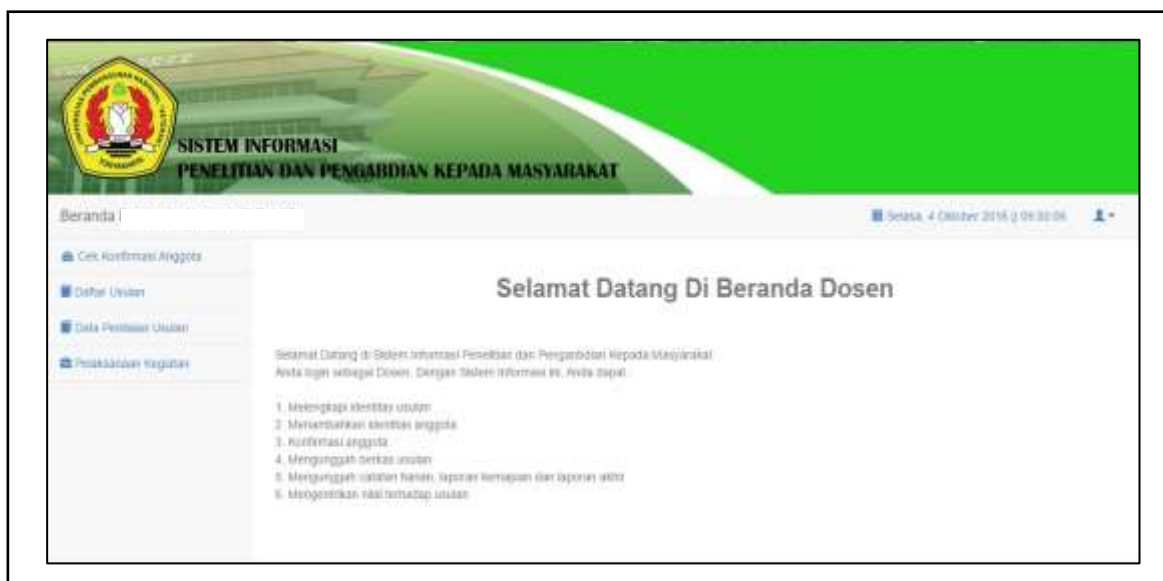 SISTEM INFORMASI
PENELITIAN DAN PENGABDIAN KEPADA MASYARAKAT
Beranda
Selasa, 4 Oktober 2016
Cek Konfirmasi Anggota
Daftar Usulan
Data Penilaian Usulan
Pelaksanaan Kegiatan
Selamat Datang Di Beranda Dosen
Selamat Datang di Sistem Informasi Penelitian dan Pengabdian Kepada Masyarakat
Anda login sebagai Dosen. Dengan Sistem Informasi ini, Anda dapat :
1. Melengkapi identitas usulan
2. Menambahkan identitas anggota
3. Konfirmasi anggota
4. Mengunggah berkas usulan
5. Mengunggah catatan harian, laporan kemajuan dan laporan akhir
6. Mengentrikan nilai terhadap usulan